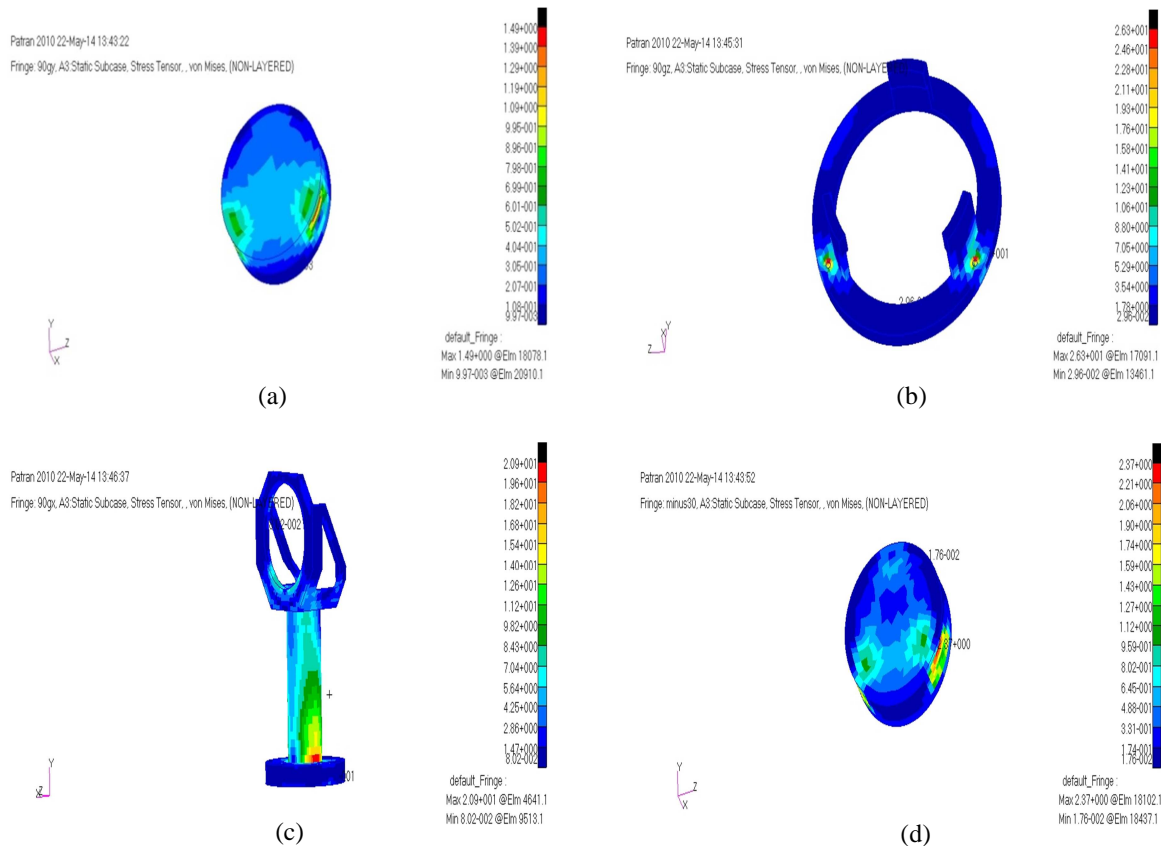 Patran 2010 22-May-14 13:43:22
Fringe: 90gy, A3:Static Subcase, Stress Tensor, , von Mises, (NON-LAYERED)
1.49+000
1.39+000
1.29+000
1.19+000
1.09+000
9.95-001
8.96-001
7.98-001
6.99-001
6.01-001
5.02-001
4.04-001
3.05-001
2.07-001
1.08-001
9.97-003
Y
Z
X
default_Fringe :
Max 1.49+000 @Elm 18078.1
Min 9.97-003 @Elm 20910.1
(a)
Patran 2010 22-May-14 13:45:31
Fringe: 90gz, A3:Static Subcase, Stress Tensor, , von Mises, (NON-LAYERED)
2.63+001
2.46+001
2.28+001
2.11+001
1.93+001
1.76+001
1.58+001
1.41+001
1.23+001
1.06+001
8.80+000
7.05+000
5.29+000
3.54+000
1.78+000
2.96-002
001
X Y
Z
default_Fringe :
Max 2.63+001 @Elm 17091.1
Min 2.96-002 @Elm 13461.1
(b)
Patran 2010 22-May-14 13:46:37
Fringe: 90gx, A3:Static Subcase, Stress Tensor, , von Mises, (NON-LAYERED)
2.09+001
1.96+001
1.82+001
1.68+001
1.54+001
1.40+001
1.26+001
1.12+001
9.82+000
8.43+000
7.04+000
5.64+000
4.25+000
2.86+000
1.47+000
8.02-002
Y
X Z
default_Fringe :
Max 2.09+001 @Elm 4641.1
Min 8.02-002 @Elm 9513.1
(c)
Patran 2010 22-May-14 13:43:52
Fringe: minus30, A3:Static Subcase, Stress Tensor, , von Mises, (NON-LAYERED)
2.37+000
2.21+000
2.06+000
1.90+000
1.74+000
1.59+000
1.43+000
1.27+000
1.12+000
9.59-001
8.02-001
6.45-001
4.88-001
3.31-001
1.74-001
1.76-002
1.76-002
2.37+000
Y
Z
X
default_Fringe :
Max 2.37+000 @Elm 18102.1
Min 1.76-002 @Elm 18437.1
(d)